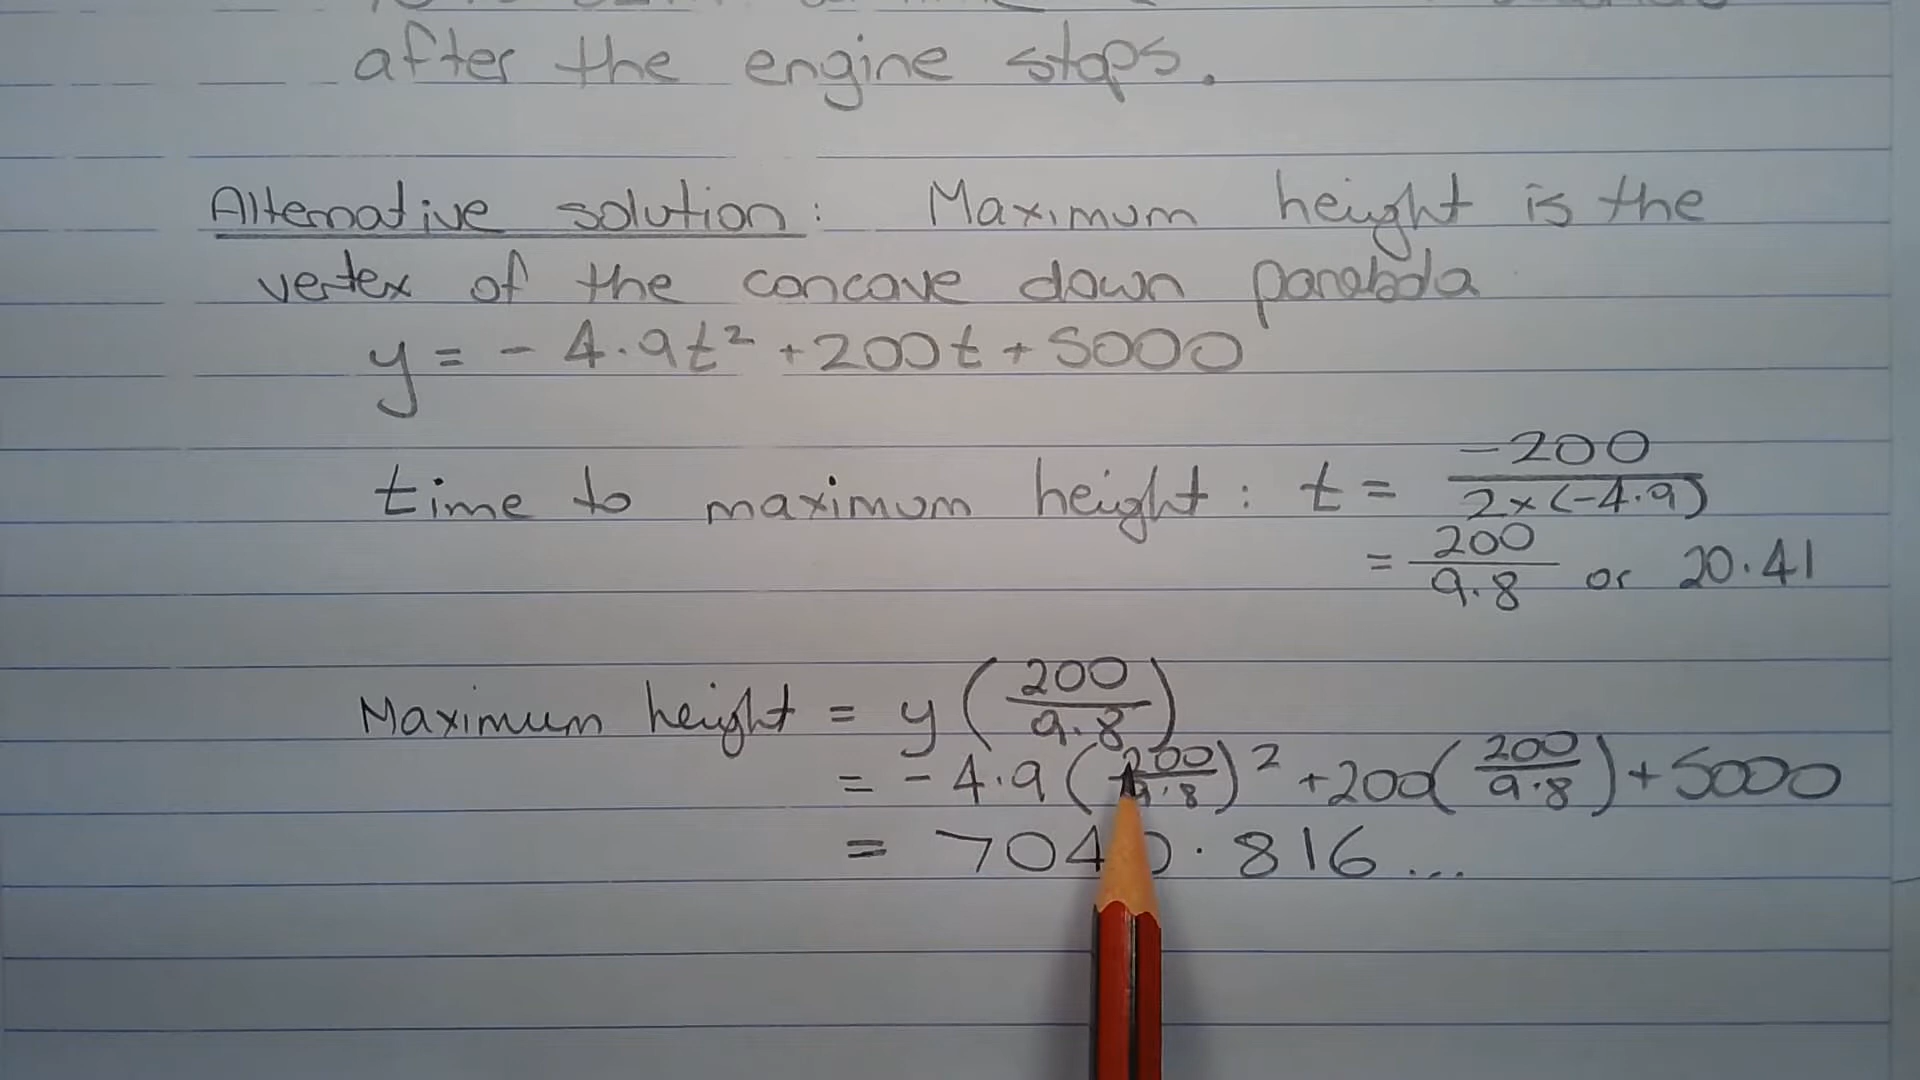 after the engine stops.
Alternative solution: Maximum height is the
vertex of the concave down parabola
y = - 4.9t² + 200t + 5000
time to maximum height: t = -200 / 2×(-4.9)
= 200 / 9.8 or 20.41
Maximum height = y(200 / 9.8)
= - 4.9(200 / 9.8)² + 200(200 / 9.8) + 5000
= 7040.816...